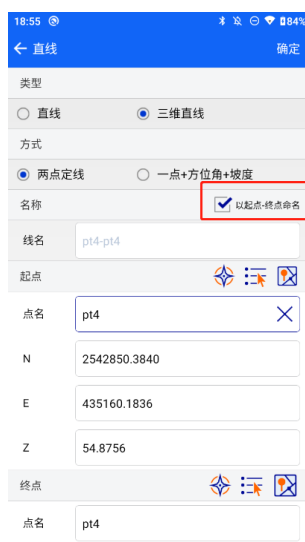 18:55 84%
直线 确定
类型
直线 三维直线
方式
两点定线 一点+方位角+坡度
名称 以起点-终点命名
线名 pt4-pt4
起点
点名 pt4
N 2542850.3840
E 435160.1836
Z 54.8756
终点
点名 pt4